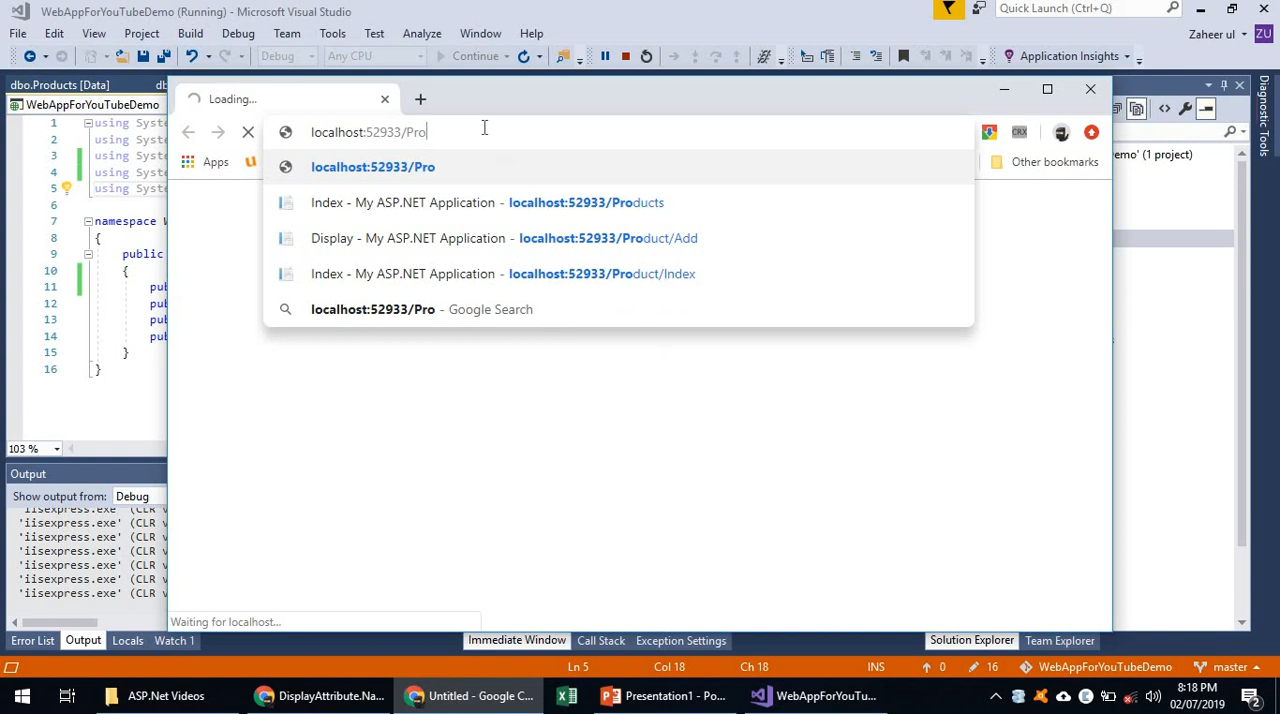 WebAppForYouTubeDemo (Running) - Microsoft Visual Studio
Quick Launch (Ctrl+Q)
File Edit View Project Build Debug Team Tools Test Analyze Window Help
Zaheer ul ZU
Debug Any CPU Continue Application Insights
dbo.Products [Data]
WebAppForYouTubeDemo
Loading...
localhost:52933/Pro
CRX
Apps
Other bookmarks
localhost:52933/Pro
Index - My ASP.NET Application - localhost:52933/Products
Display - My ASP.NET Application - localhost:52933/Product/Add
Index - My ASP.NET Application - localhost:52933/Product/Index
localhost:52933/Pro - Google Search
1 using Syste
2 using Syste
3 using Syste
4 using Syste
5 using Syste
6
7 namespace W
8 {
9 public
10 {
11 pu
12 pub
13 pu
14 pu
15 }
16 }
(1 project)
Diagnostic Tools
103 %
Output
Show output from: Debug
'iisexpress.exe' (CLR v
'iisexpress.exe' (CLR v
'iisexpress.exe' (CLR v
'iisexpress.exe' (CLR v
'iisexpress.exe' (CLR v
'iisexpress.exe' (CLR v
'iisexpress.exe' (CLR v
Waiting for localhost...
Error List Output Locals Watch 1 Immediate Window Call Stack Exception Settings Solution Explorer Team Explorer
Ln 5 Col 18 Ch 18 INS 0 16 WebAppForYouTubeDemo master
ASP.Net Videos DisplayAttribute.Na... Untitled - Google C... Presentation1 - Po... WebAppForYouTu...
8:18 PM
02/07/2019
2